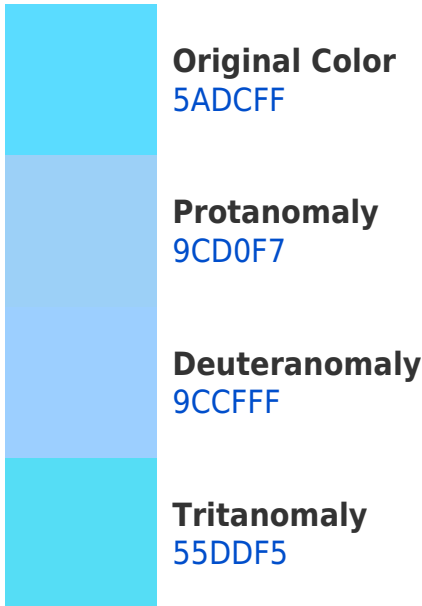 Original Color
5ADCFF
Protanomaly
9CD0F7
Deuteranomaly
9CCFFF
Tritanomaly
55DDF5